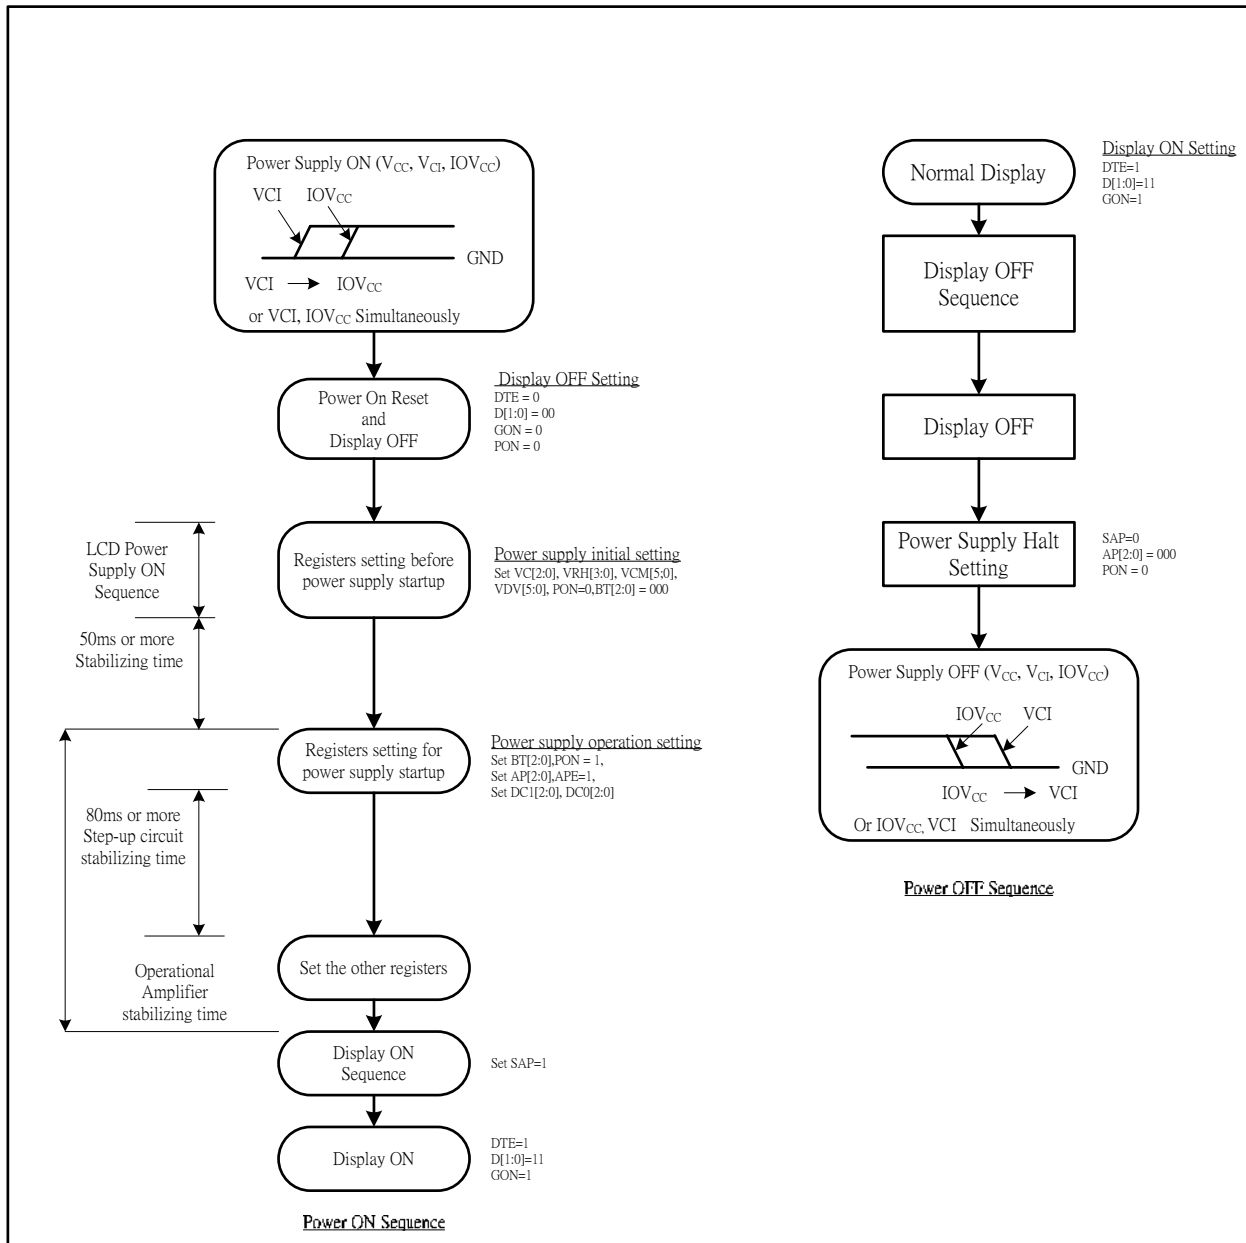 Power Supply ON (VCC, VCI, IOVCC)
VCI IOVCC
GND
VCI IOVCC
or VCI, IOVCC Simultaneously
Power On Reset
and
Display OFF
Display OFF Setting
DTE = 0
D[1:0] = 00
GON = 0
PON = 0
LCD Power
Supply ON
Sequence
Registers setting before
power supply startup
Power supply initial setting
Set VC[2:0], VRH[3:0], VCM[5;0],
VDV[5:0], PON=0,BT[2:0] = 000
50ms or more
Stabilizing time
Registers setting for
power supply startup
Power supply operation setting
Set BT[2:0],PON = 1,
Set AP[2:0],APE=1,
Set DC1[2:0], DC0[2:0]
80ms or more
Step-up circuit
stabilizing time
Set the other registers
Operational
Amplifier
stabilizing time
Display ON
Sequence
Set SAP=1
Display ON
DTE=1
D[1:0]=11
GON=1
Power ON Sequence
Normal Display
Display ON Setting
DTE=1
D[1:0]=11
GON=1
Display OFF
Sequence
Display OFF
Power Supply Halt
Setting
SAP=0
AP[2:0] = 000
PON = 0
Power Supply OFF (VCC, VCI, IOVCC)
IOVCC VCI
GND
IOVCC VCI
Or IOVCC, VCI Simultaneously
Power OFF Sequence